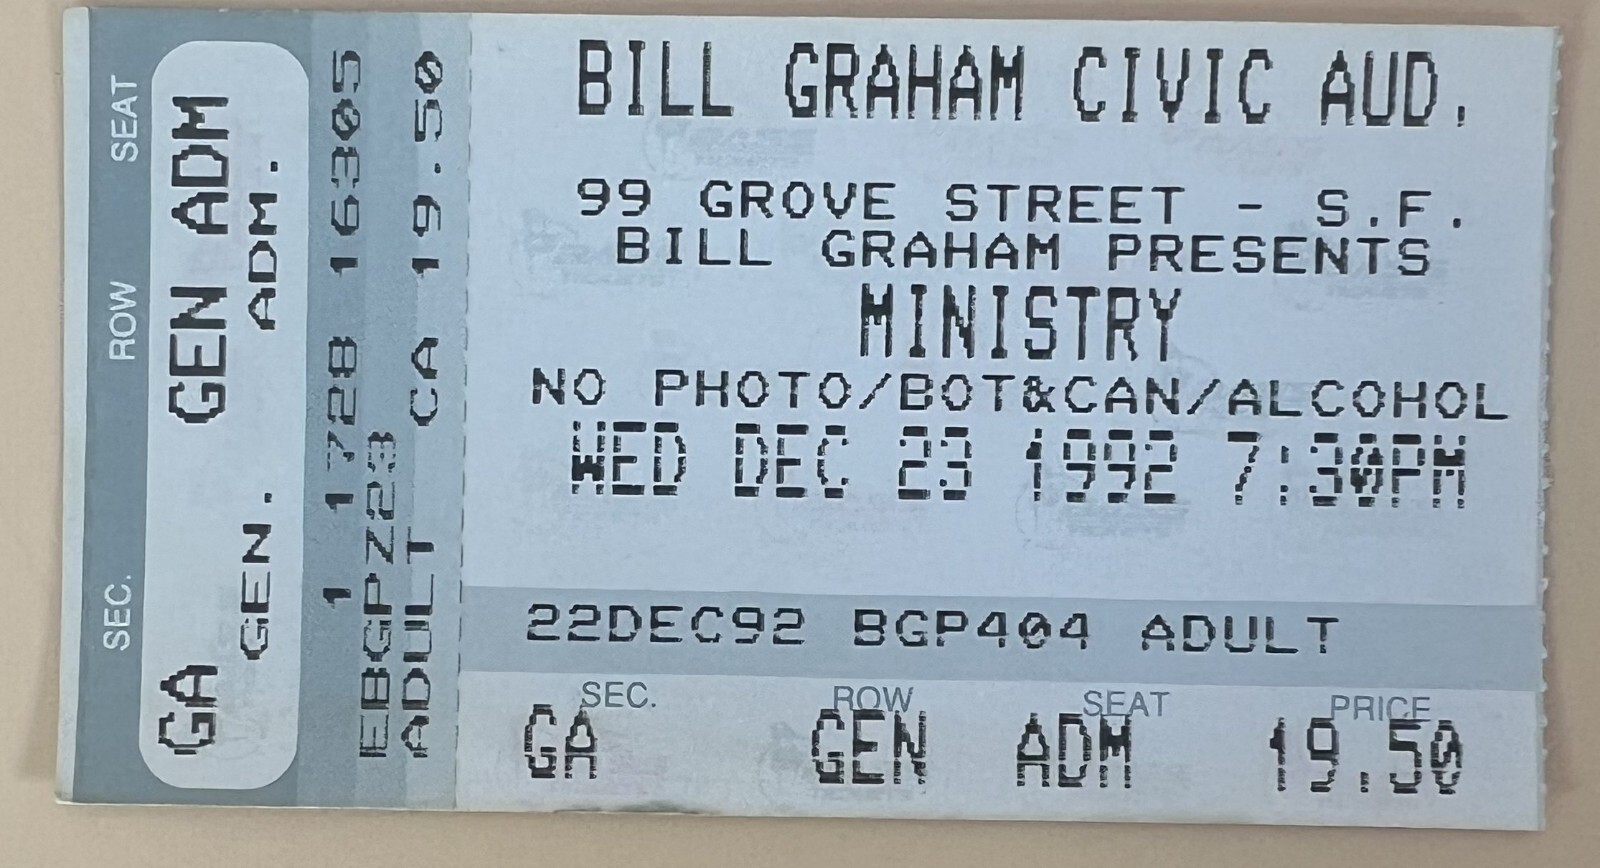 SEC. ROW SEAT
GA GEN ADM
GEN. ADM.
1 1728 16305
EBGPZ23
ADULT CA 19.50
BILL GRAHAM CIVIC AUD.
99 GROVE STREET - S.F.
BILL GRAHAM PRESENTS
MINISTRY
NO PHOTO/BOT&CAN/ALCOHOL
WED DEC 23 1992 7:30PM
22DEC92 BGP404 ADULT
SEC. ROW SEAT PRICE
GA GEN ADM 19.50